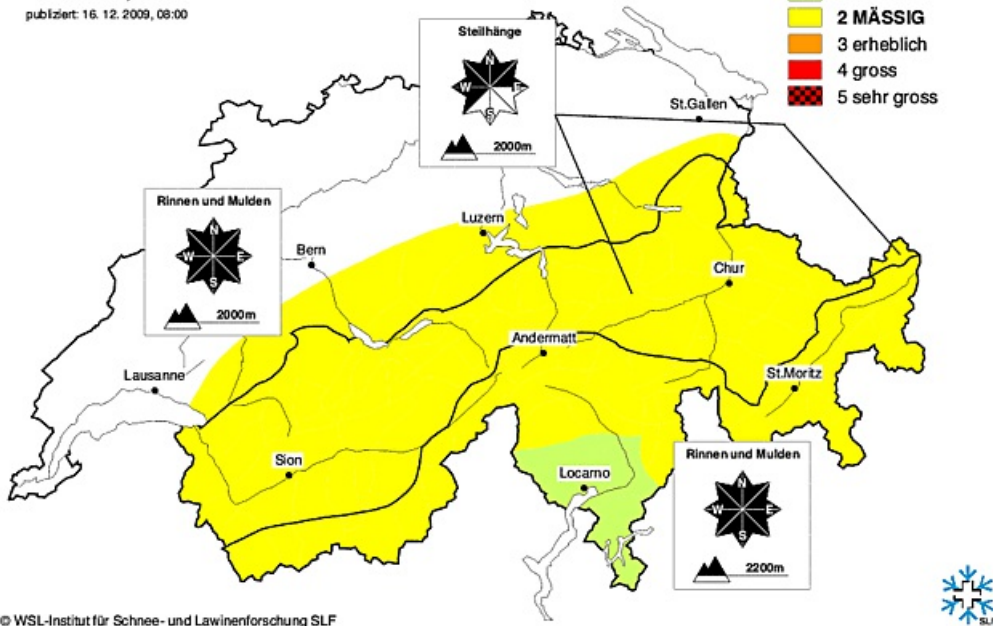 publiziert: 16. 12. 2009, 08:00
2 MÄSSIG
3 erheblich
4 gross
5 sehr gross
Steilhänge
N
W E
S
2000m
St.Gallen
Rinnen und Mulden
N
W E
S
2000m
Luzern
Bern
Chur
Andermatt
Lausanne
St.Moritz
Sion
Locarno
Rinnen und Mulden
N
W E
S
2200m
© WSL-Institut für Schnee- und Lawinenforschung SLF